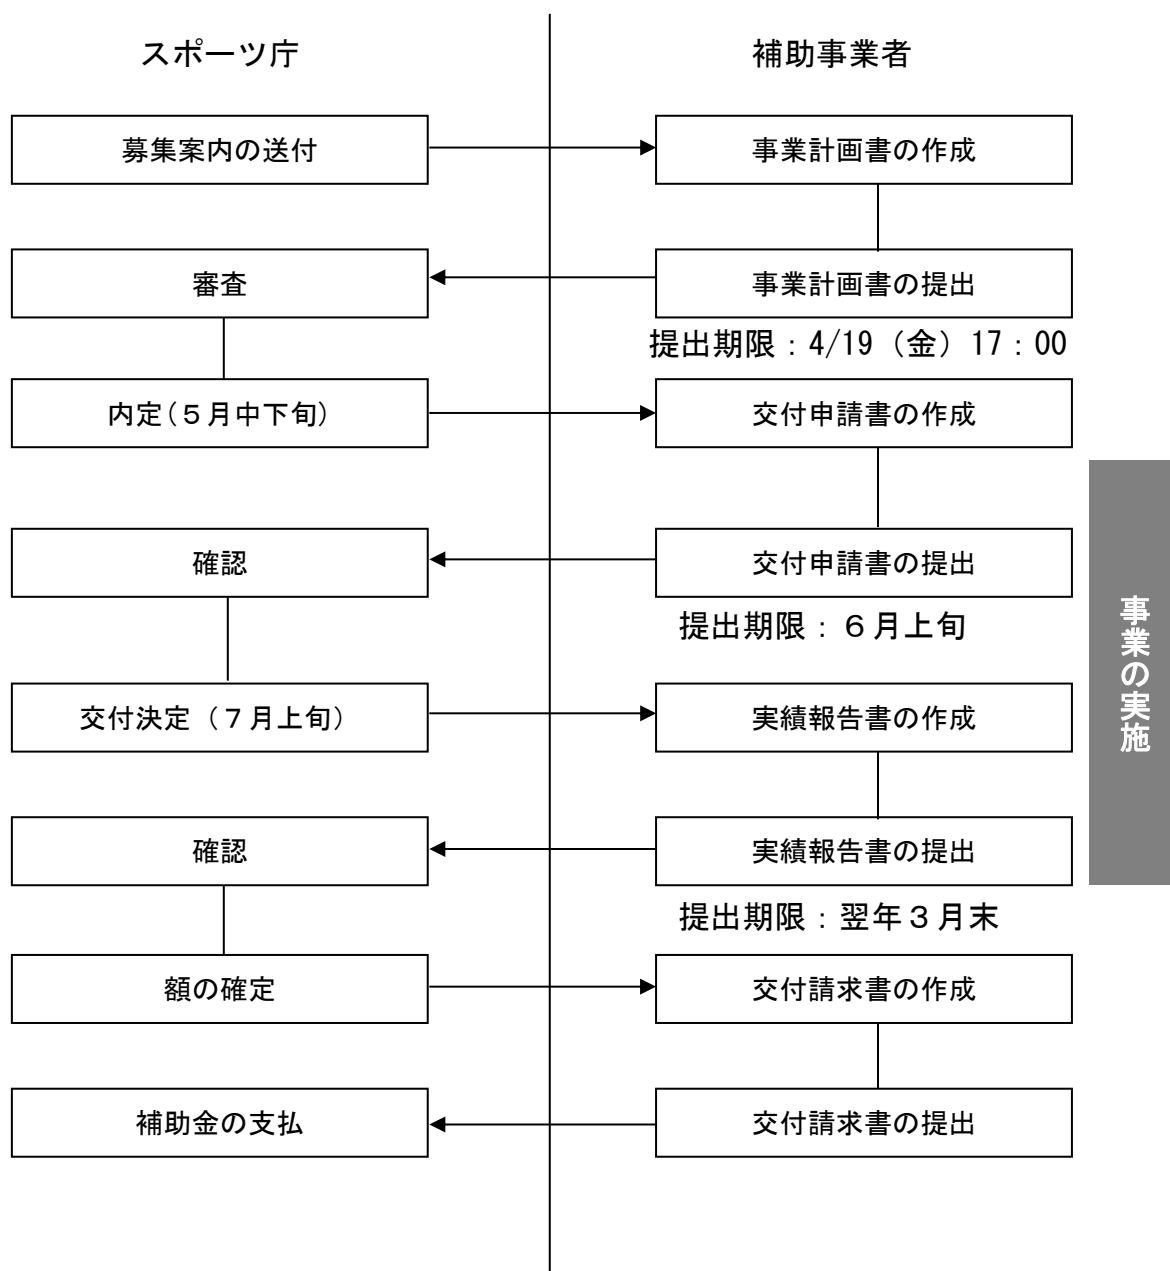 スポーツ庁
補助事業者
募集案内の送付
事業計画書の作成
審査
事業計画書の提出
提出期限：4/19（金）17：00
内定（５月中下旬）
交付申請書の作成
確認
交付申請書の提出
提出期限：６月上旬
交付決定（７月上旬）
実績報告書の作成
確認
実績報告書の提出
提出期限：翌年３月末
額の確定
交付請求書の作成
補助金の支払
交付請求書の提出
事業の実施